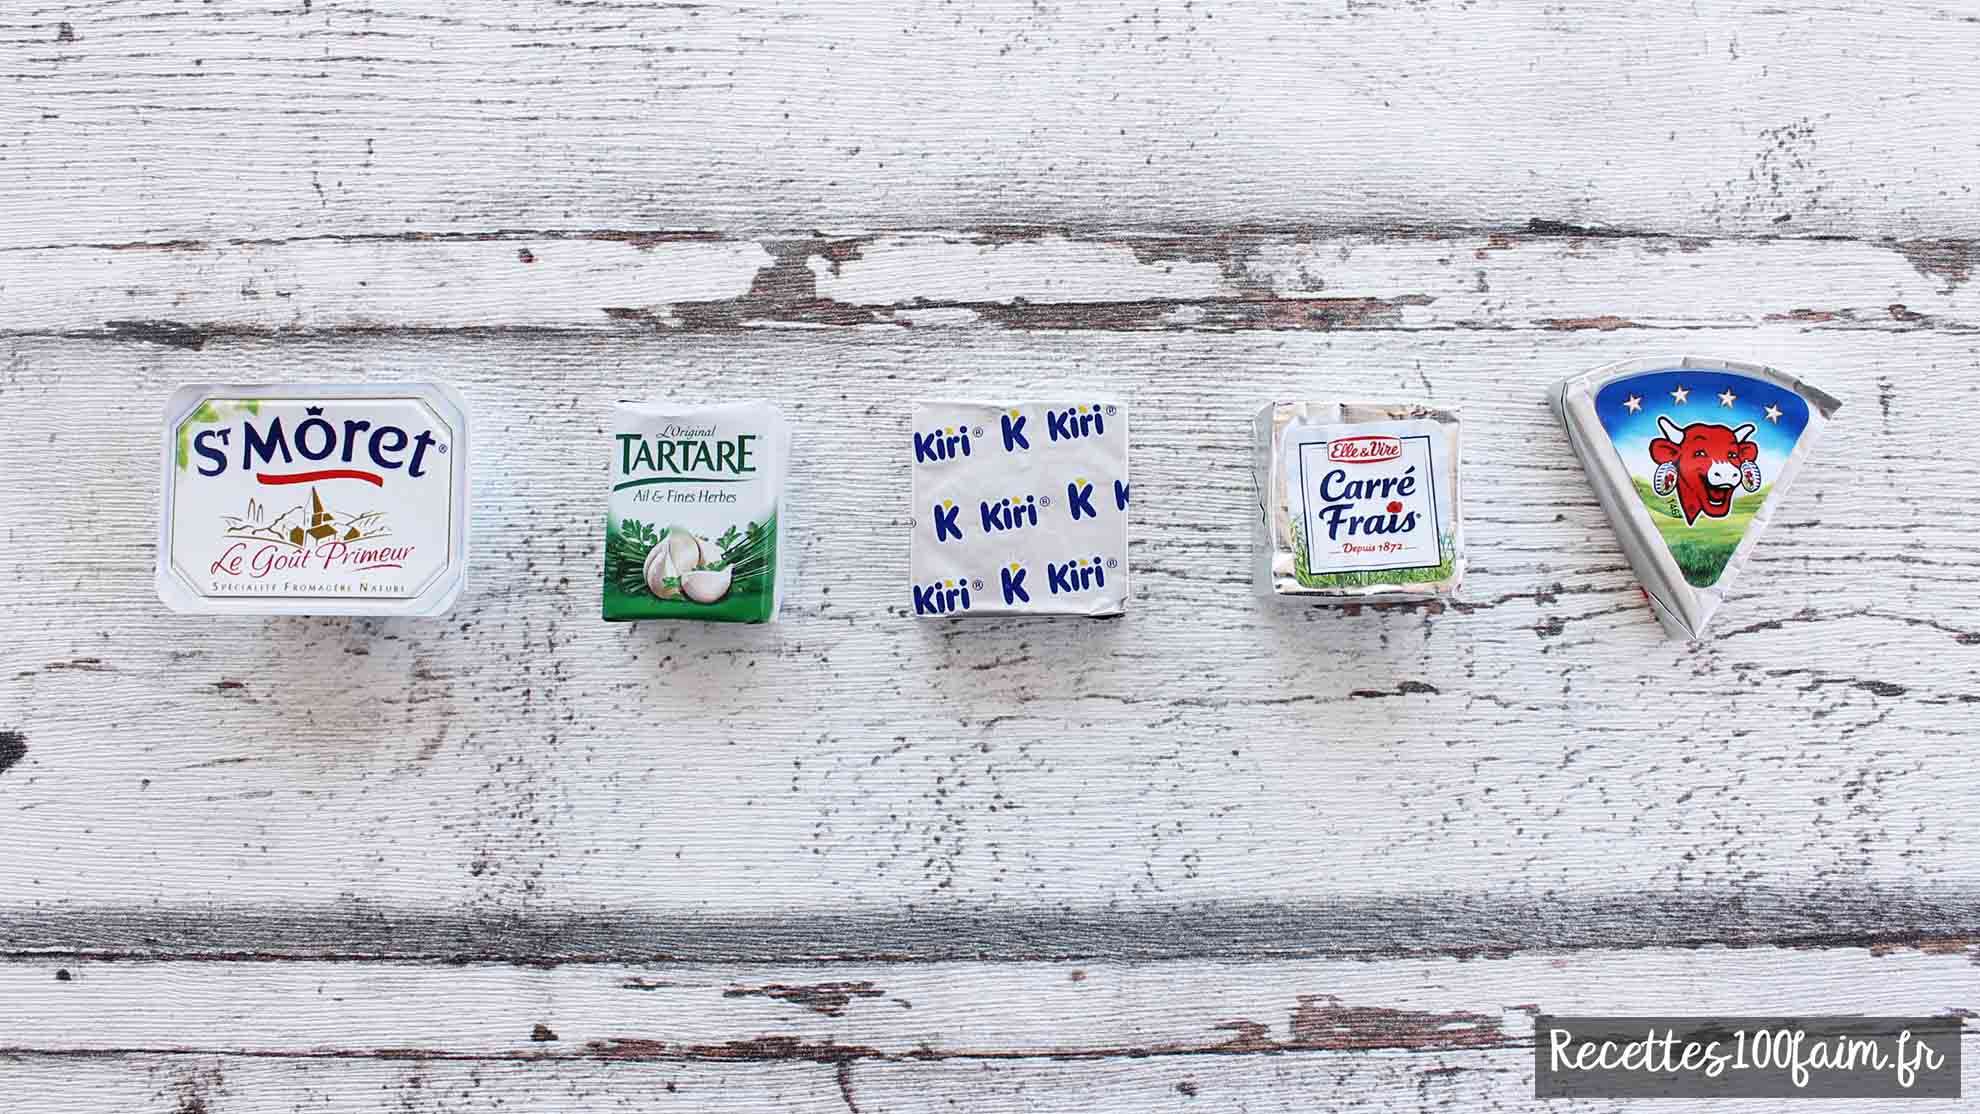 ST MÔret®
Le Goût Primeur
SPÉCIALITÉ FROMAGÈRE NATURE
L'Original
TARTARE®
Ail & Fines Herbes
Kiri® K Kiri®
K Kiri® K K
Kiri® K Kiri®
Elle & Vire
Carré
Frais®
Depuis 1872
Recettes100faim.fr